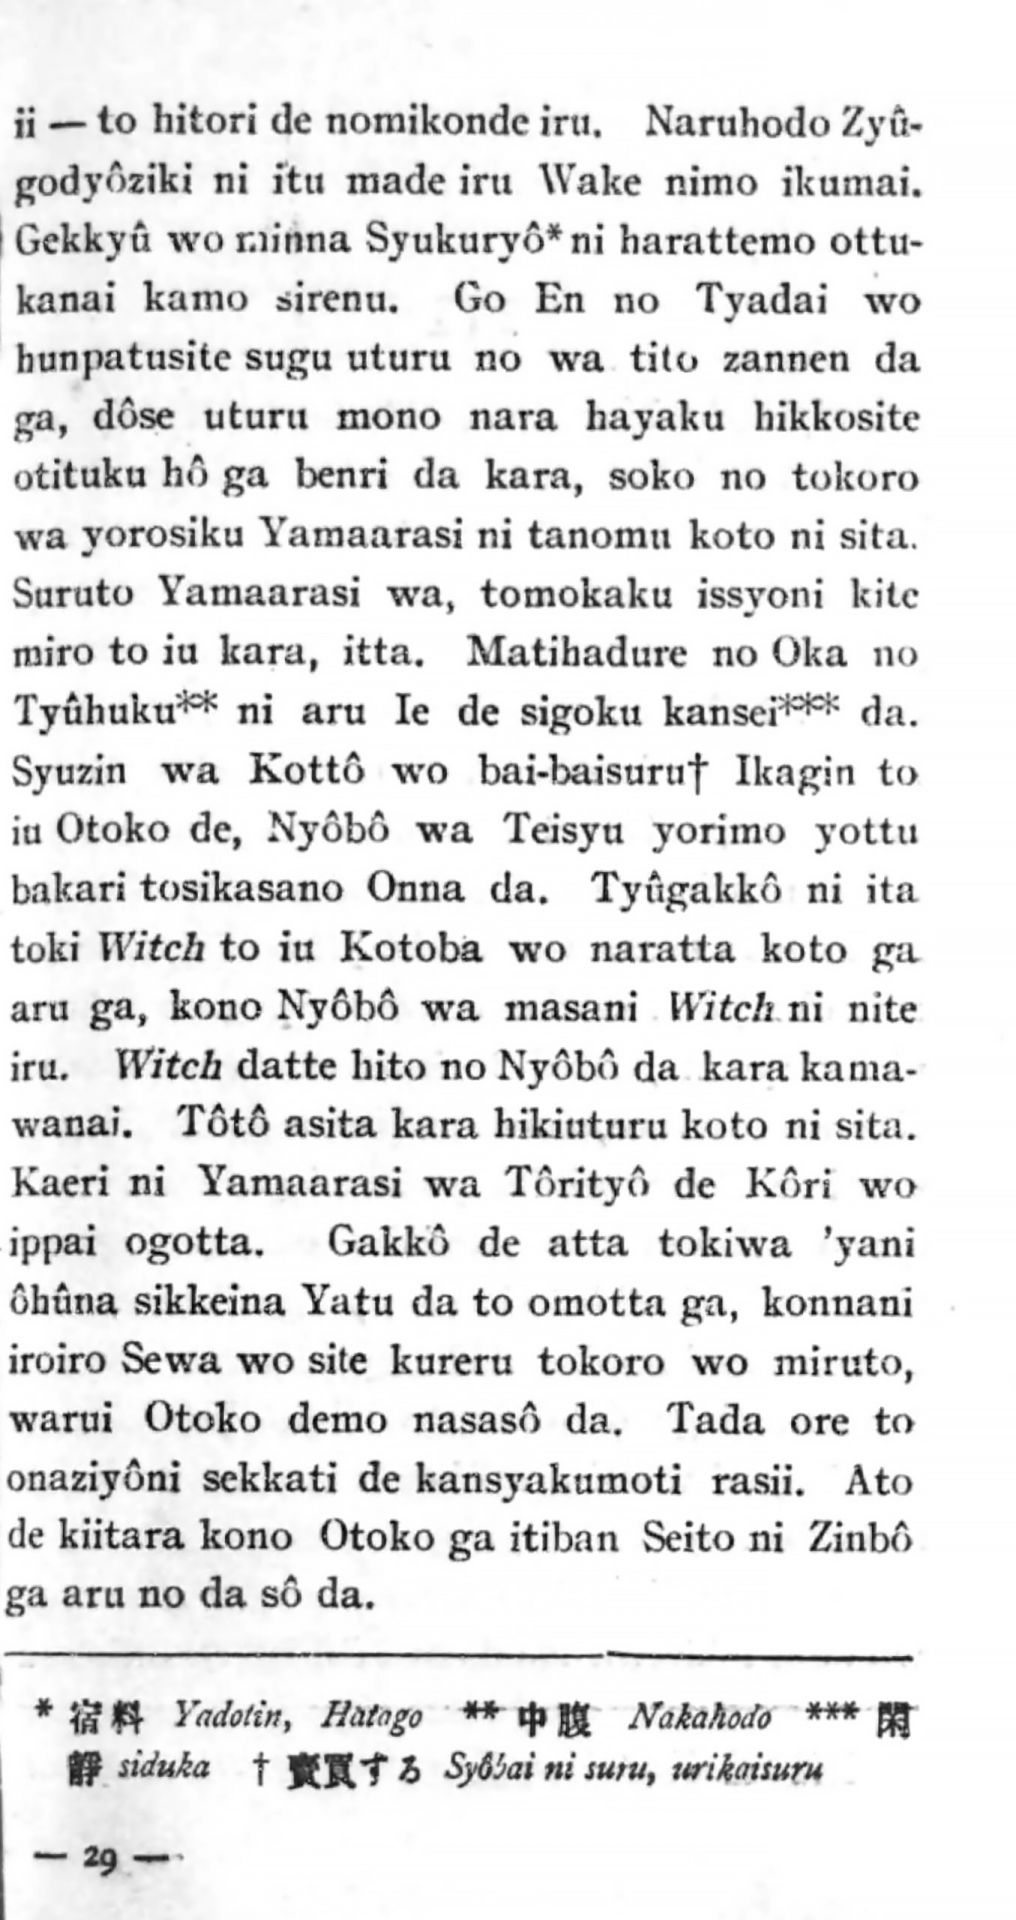 ii — to hitori de nomikonde iru. Naruhodo Zyû-
godyôziki ni itu made iru Wake nimo ikumai.
Gekkyû wo minna Syukuryô* ni harattemo ottu-
kanai kamo sirenu. Go En no Tyadai wo
hunpatusite sugu uturu no wa tito zannen da
ga, dôse uturu mono nara hayaku hikkosite
otituku hô ga benri da kara, soko no tokoro
wa yorosiku Yamaarasi ni tanomu koto ni sita.
Suruto Yamaarasi wa, tomokaku issyoni kite
miro to iu kara, itta. Matihadure no Oka no
Tyûhuku** ni aru Ie de sigoku kansei*** da.
Syuzin wa Kottô wo bai-baisuru† Ikagin to
iu Otoko de, Nyôbô wa Teisyu yorimo yottu
bakari tosikasano Onna da. Tyûgakkô ni ita
toki Witch to iu Kotoba wo naratta koto ga
aru ga, kono Nyôbô wa masani Witch ni nite
iru. Witch datte hito no Nyôbô da kara kama-
wanai. Tôtô asita kara hikiuturu koto ni sita.
Kaeri ni Yamaarasi wa Tôrityô de Kôri wo
ippai ogotta. Gakkô de atta tokiwa 'yani
ôhûna sikkeina Yatu da to omotta ga, konnani
iroiro Sewa wo site kureru tokoro wo miruto,
warui Otoko demo nasasô da. Tada ore to
onaziyôni sekkati de kansyakumoti rasii. Ato
de kiitara kono Otoko ga itiban Seito ni Zinbô
ga aru no da sô da.
* 宿料 Yadotin, Hatago ** 中腹 Nakahodo *** 閑
靜 siduka † 賣買する Syôbai ni suru, urikaisuru
— 29 —